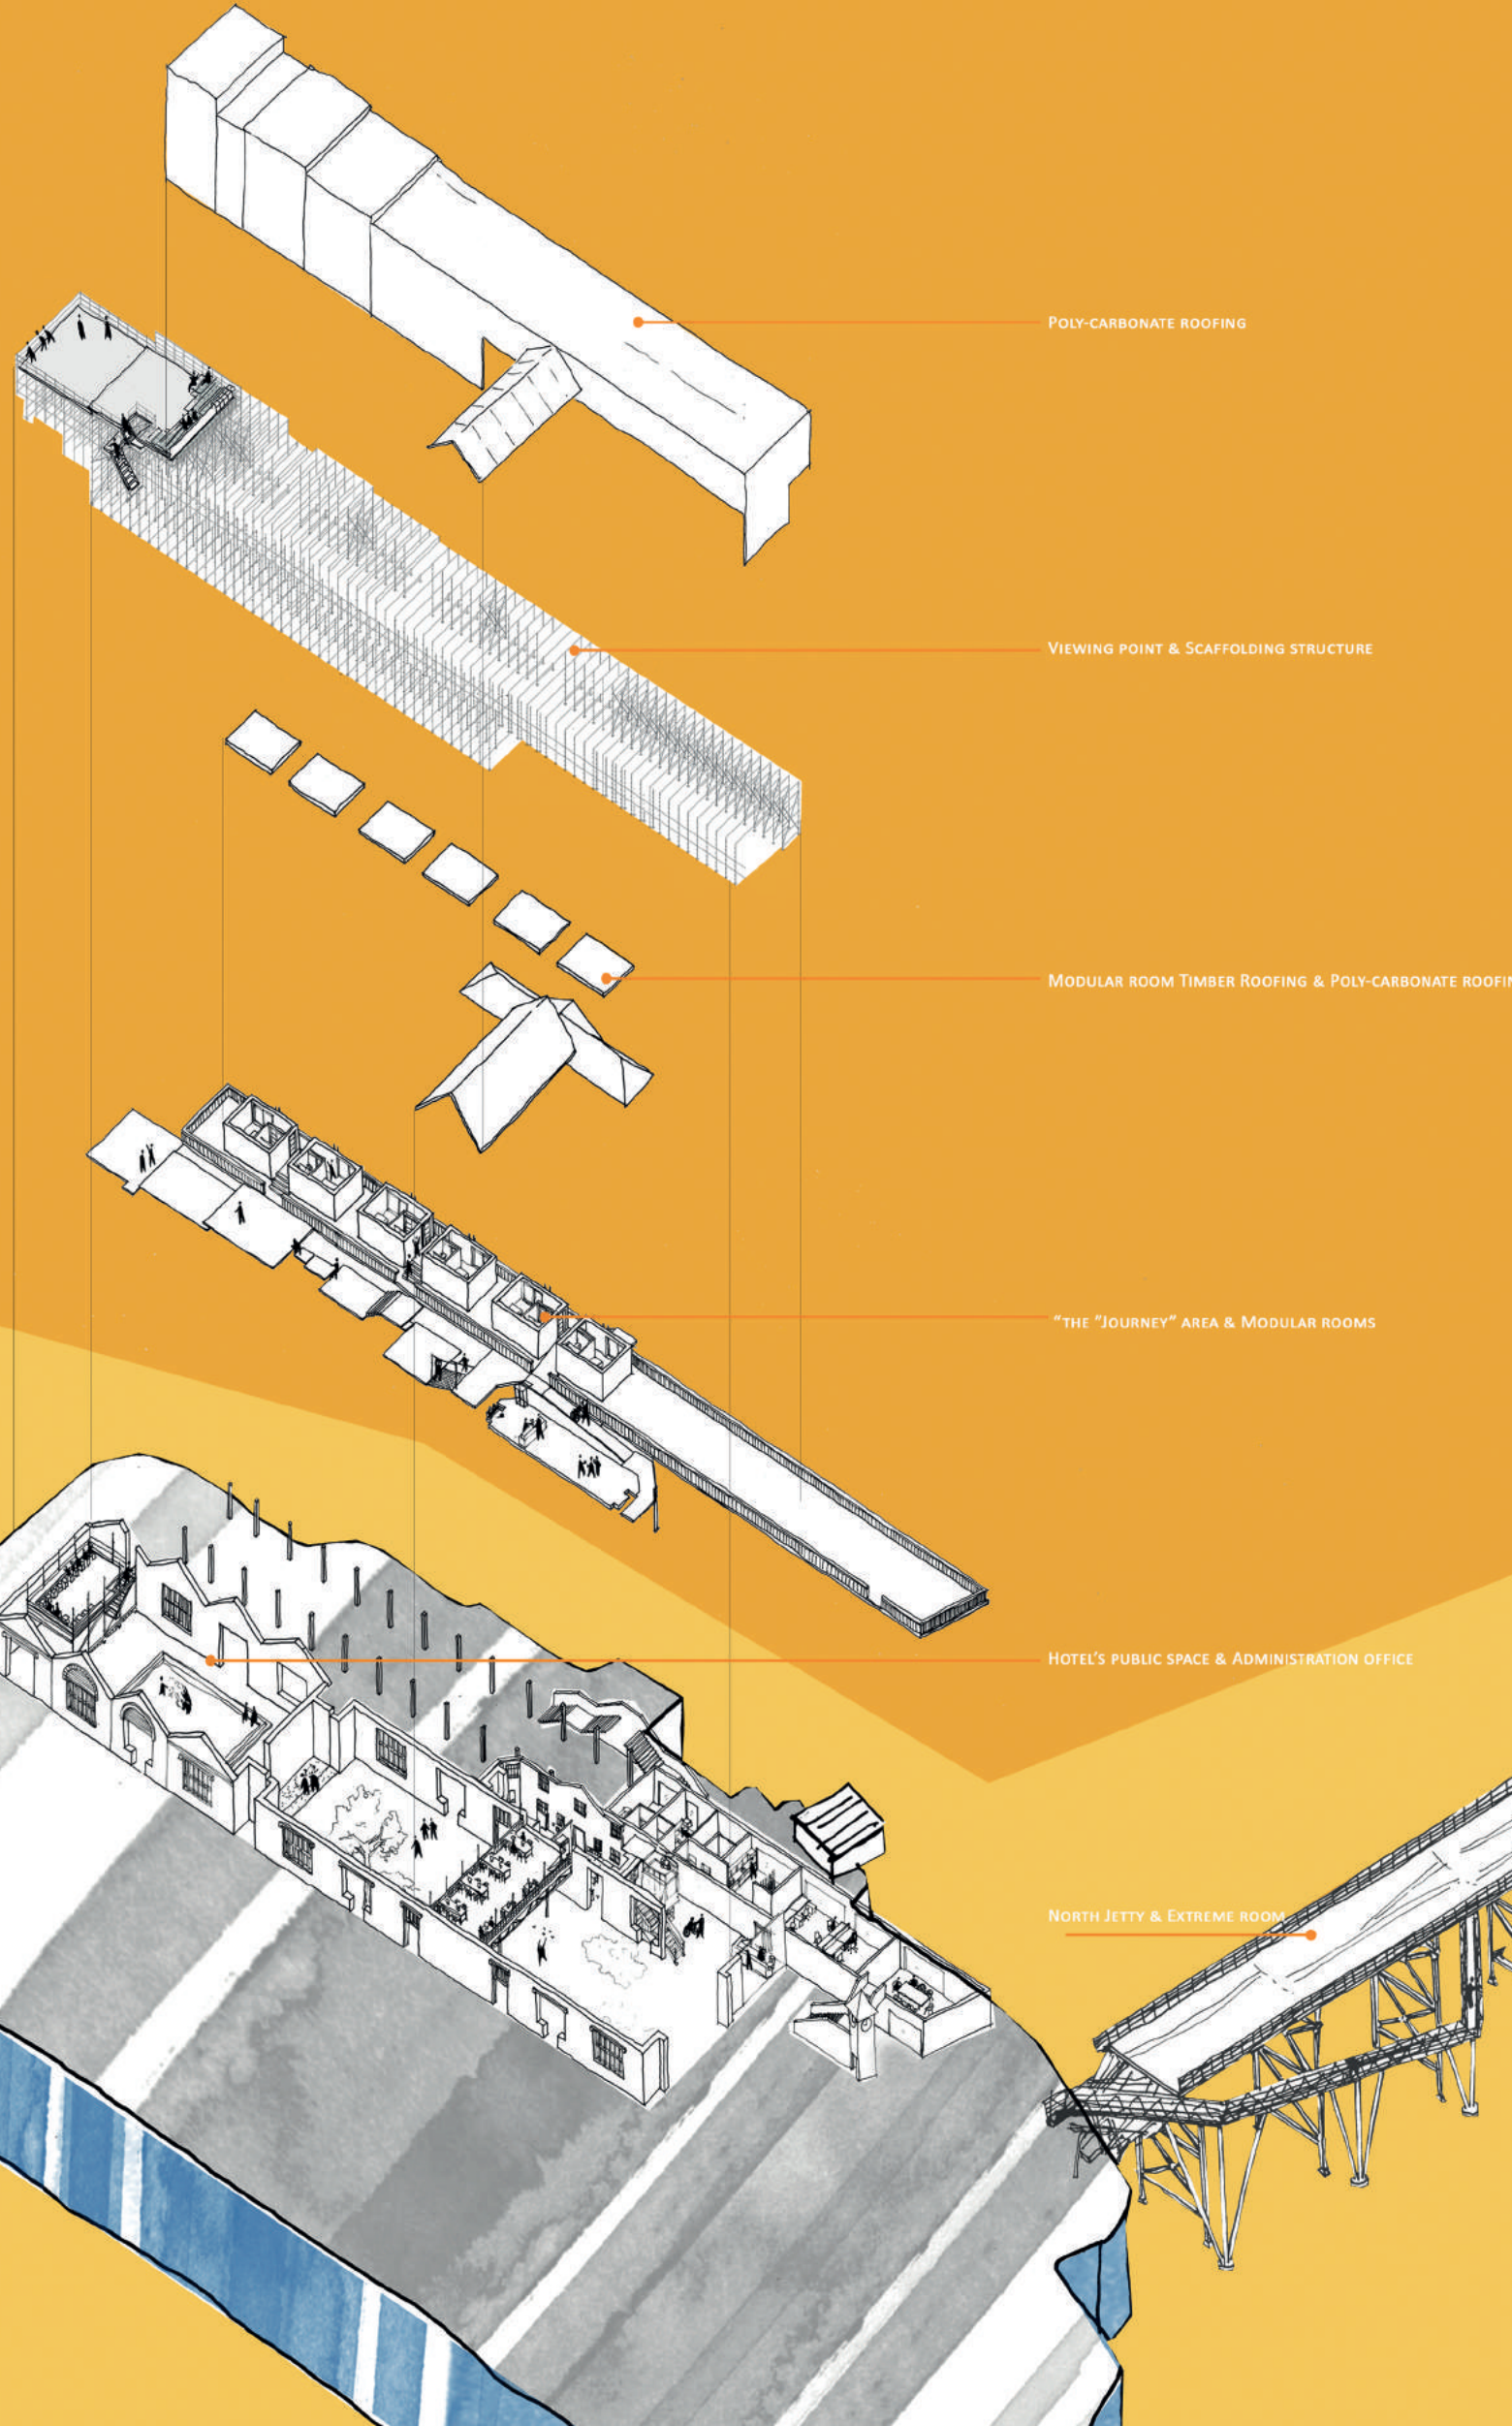 Poly-carbonate roofing
Viewing point & Scaffolding structure
Modular room Timber Roofing & Poly-carbonate roofin
"the "Journey" area & Modular rooms
Hotel's public space & Administration office
North Jetty & Extreme room